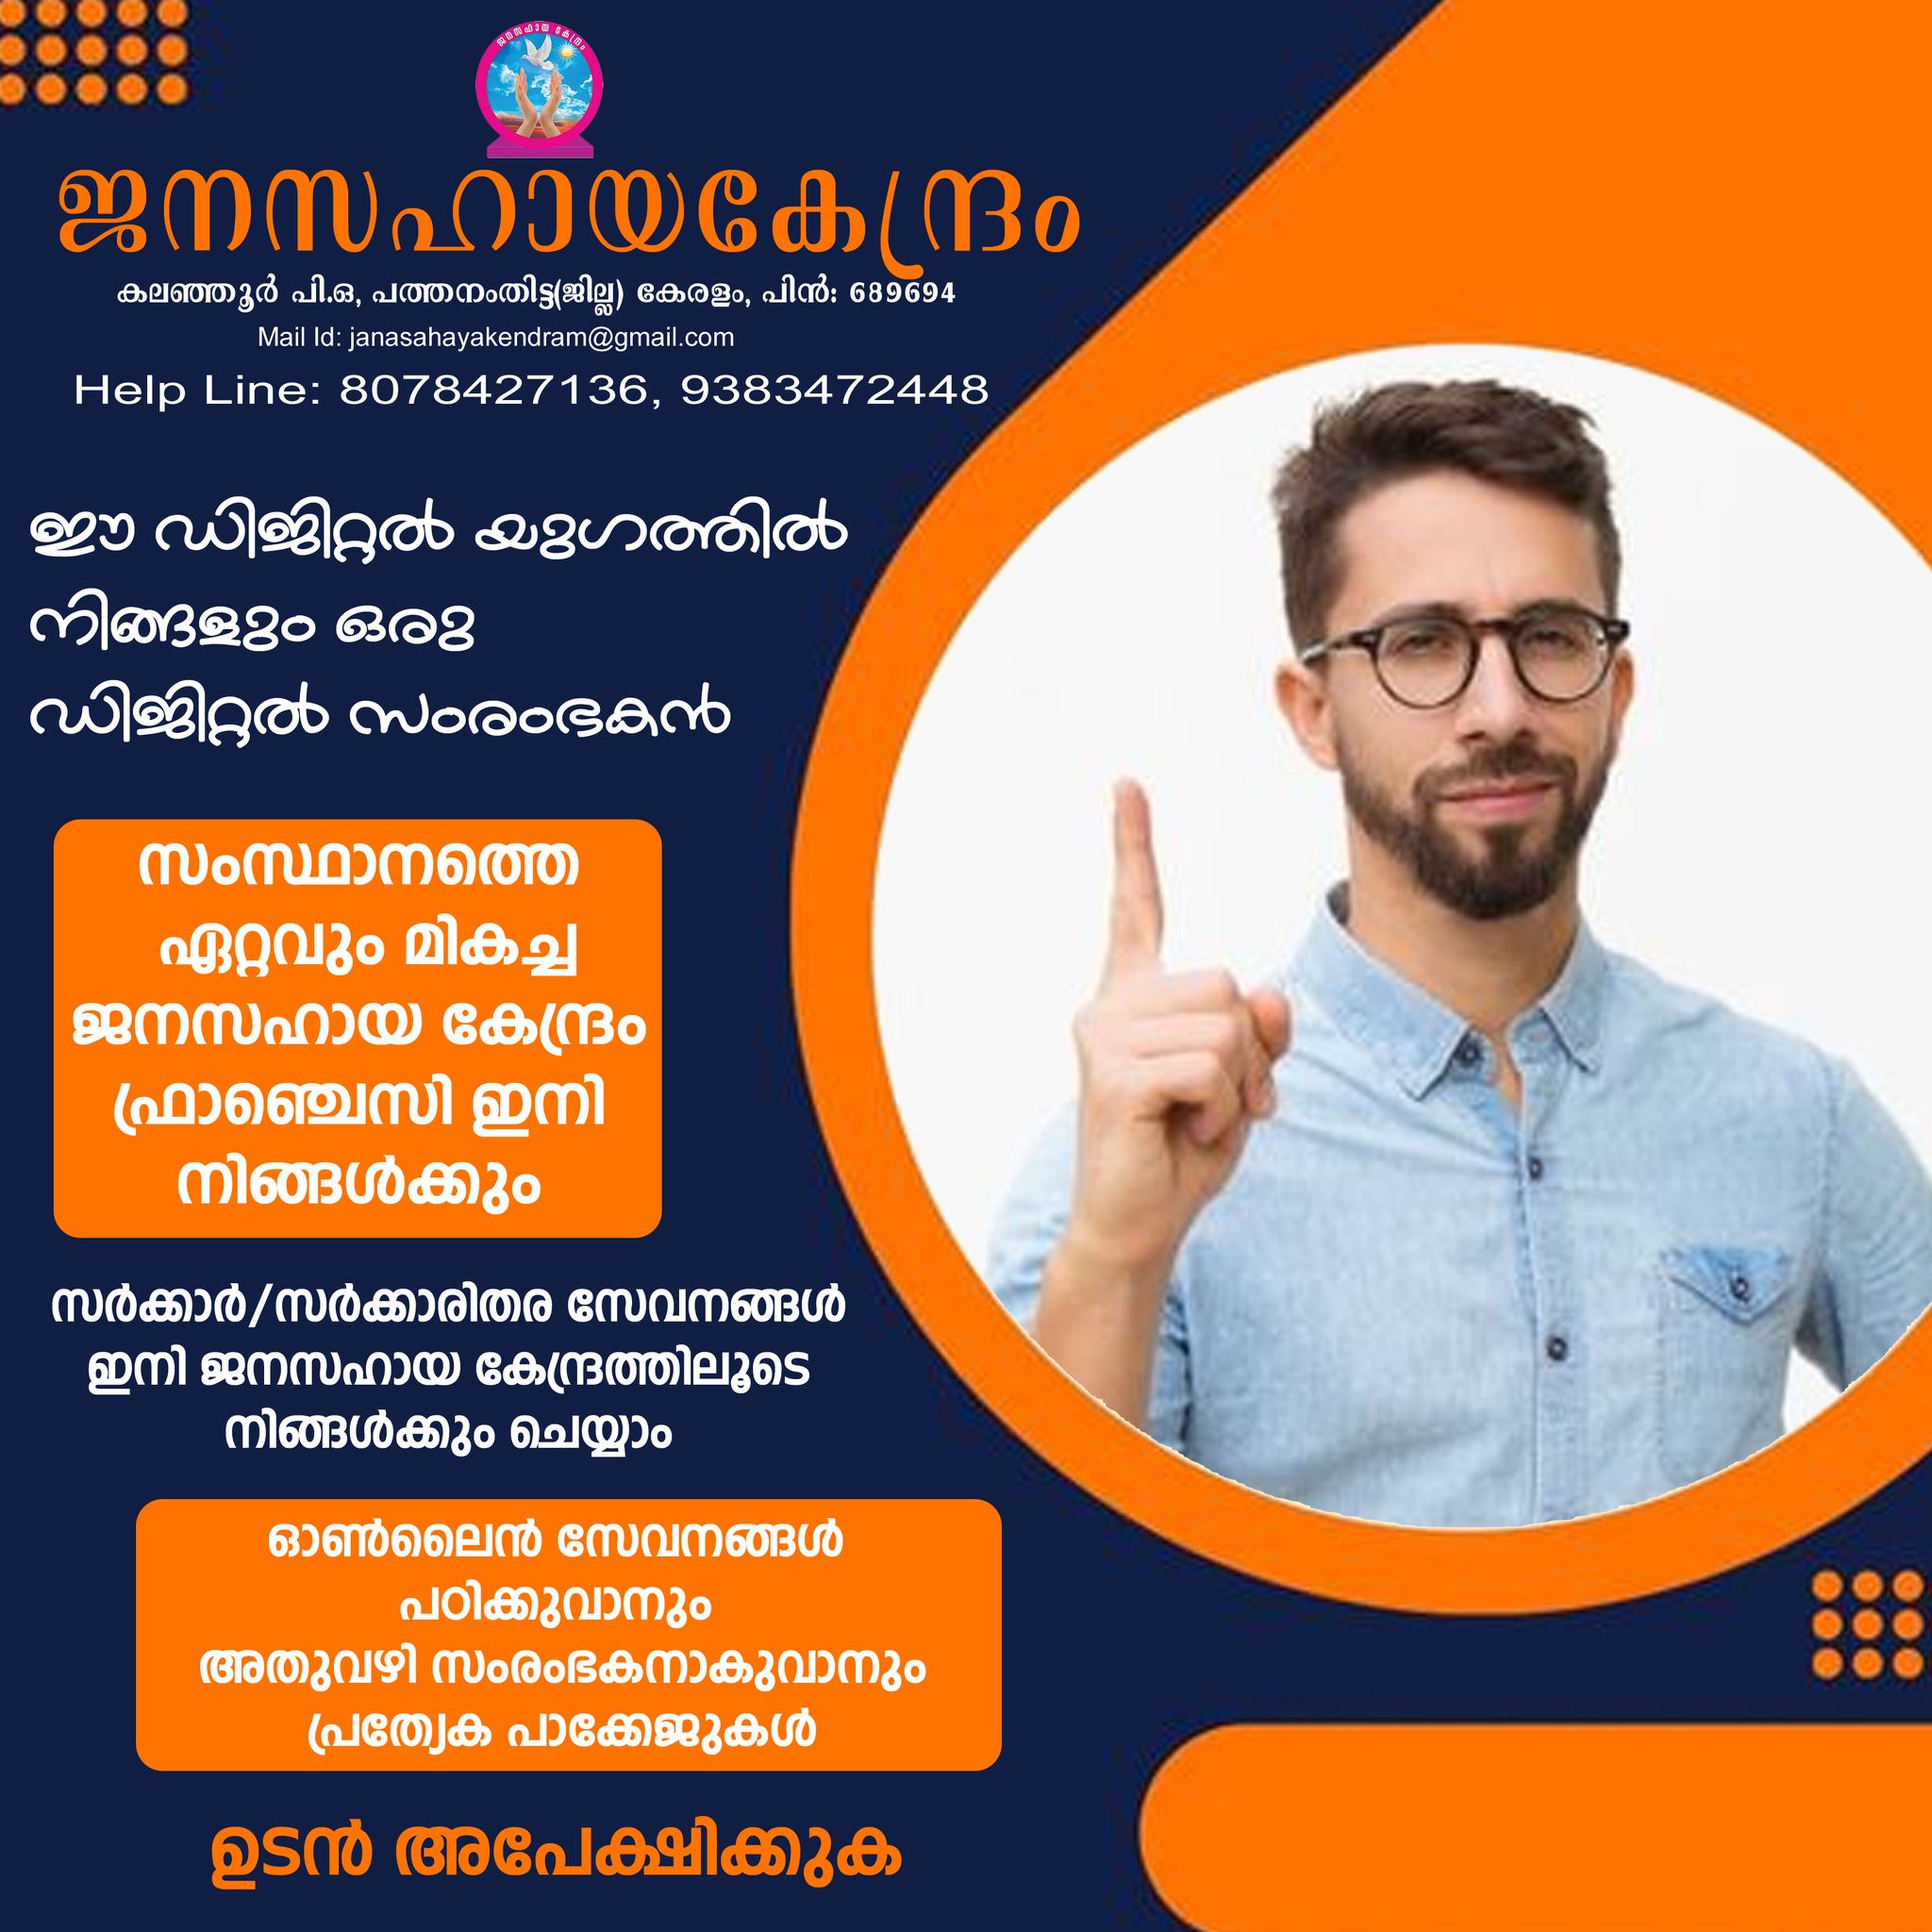 ജനസഹായ കേന്ദ്രം
ജനസഹായകേന്ദ്രം
കലഞ്ഞൂർ പി.ഒ, പത്തനംതിട്ട(ജില്ല) കേരളം, പിൻ: 689694
Mail Id: janasahayakendram@gmail.com
Help Line: 8078427136, 9383472448
ഈ ഡിജിറ്റൽ യുഗത്തിൽ
നിങ്ങളും ഒരു
ഡിജിറ്റൽ സംരംഭകൻ
സംസ്ഥാനത്തെ
ഏറ്റവും മികച്ച
ജനസഹായ കേന്ദ്രം
ഫ്രാഞ്ചെസി ഇനി
നിങ്ങൾക്കും
സർക്കാർ/സർക്കാരിതര സേവനങ്ങൾ
ഇനി ജനസഹായ കേന്ദ്രത്തിലൂടെ
നിങ്ങൾക്കും ചെയ്യാം
ഓൺലൈൻ സേവനങ്ങൾ
പഠിക്കുവാനും
അതുവഴി സംരംഭകനാകുവാനും
പ്രത്യേക പാക്കേജുകൾ
ഉടൻ അപേക്ഷിക്കുക